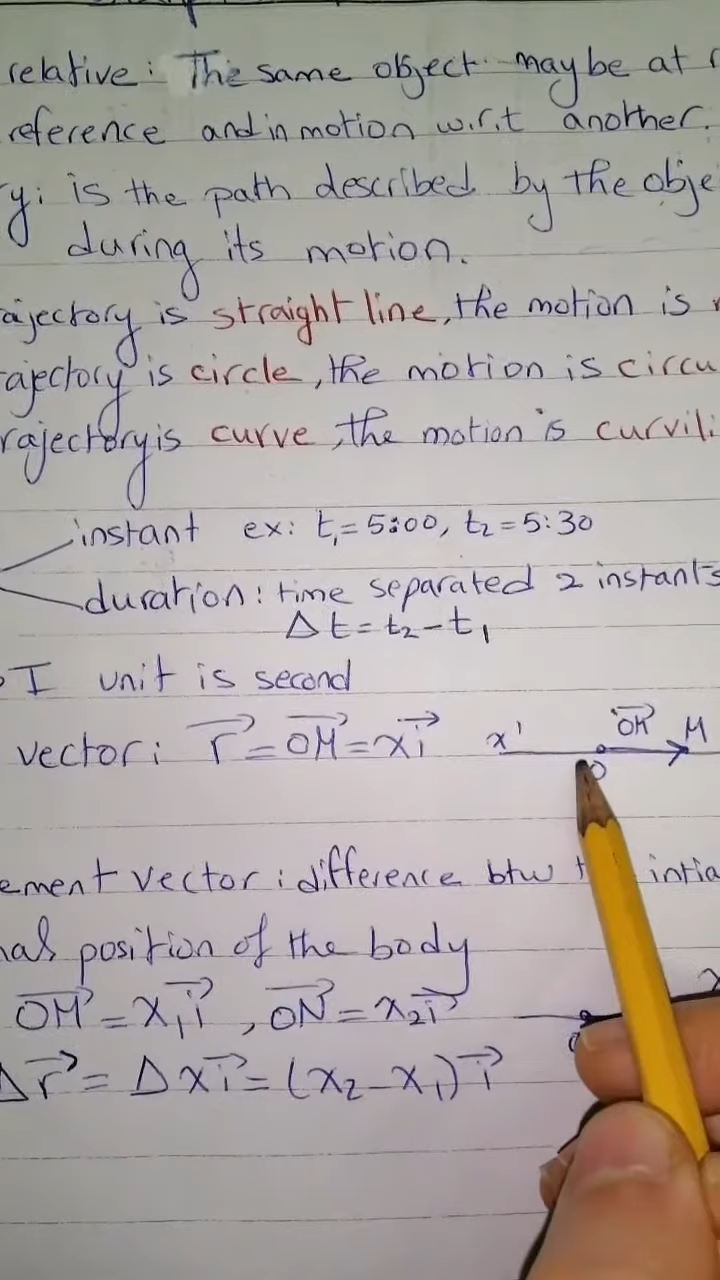 relative: The same object may be at r
reference and in motion w.r.t another.
y: is the path described by the obje
during its motion.
ajectory is straight line, the motion is r
ajectory is circle, the motion is circu
rajectory is curve, the motion is curvili
instant ex: t₁ = 5:00, t₂ = 5:30
duration: time separated 2 instants
Δt = t₂ - t₁
I unit is second
vector: r⃗ = OM⃗ = xi⃗ x' O OM⃗ M
ement vector: difference btw intia
nal position of the body
OM⃗ = x₁i⃗, ON⃗ = x₂i⃗
Δr⃗ = Δxi⃗ = (x₂ - x₁)i⃗